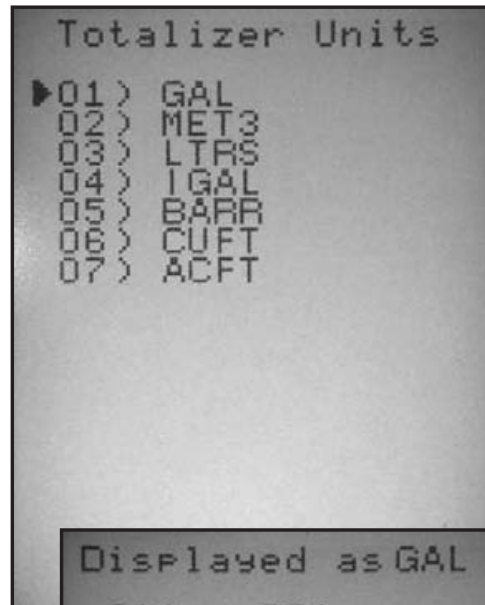 Totalizer Units
▶01) GAL
02) MET3
03) LTRS
04) IGAL
05) BARR
06) CUFT
07) ACFT
Displayed as GAL